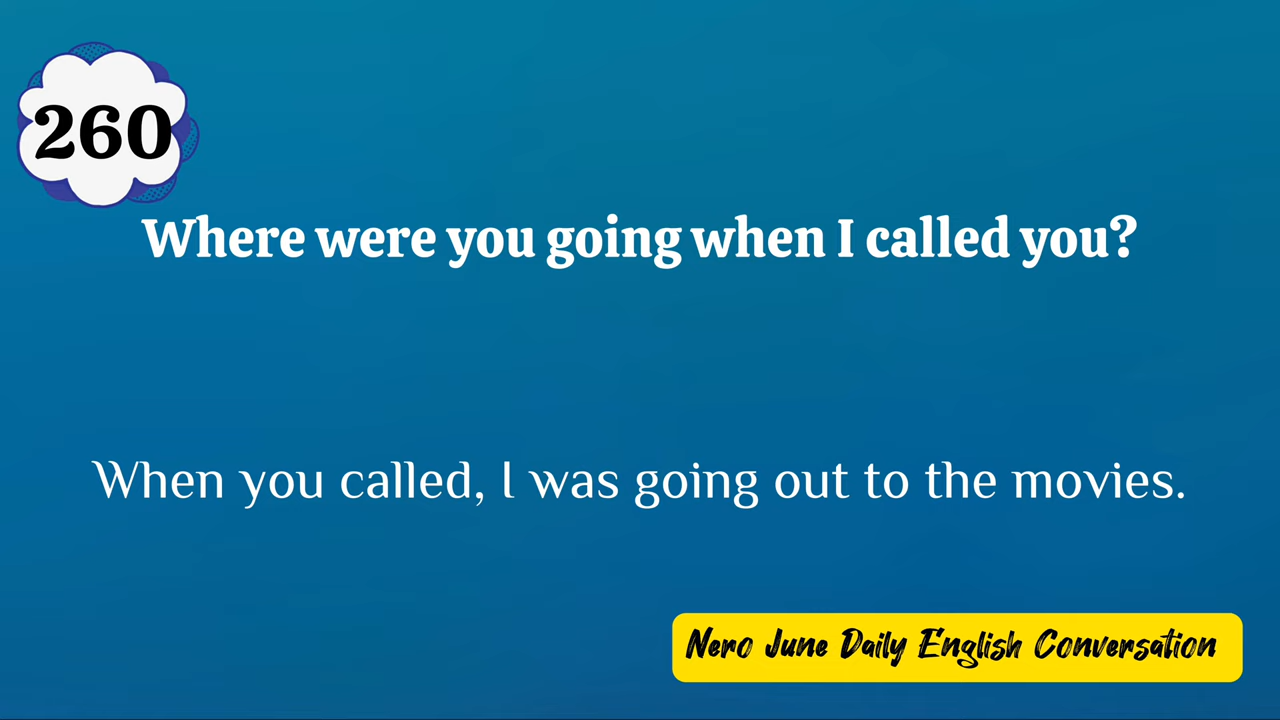 260
Where were you going when I called you?
When you called, I was going out to the movies.
Nero June Daily English Conversation